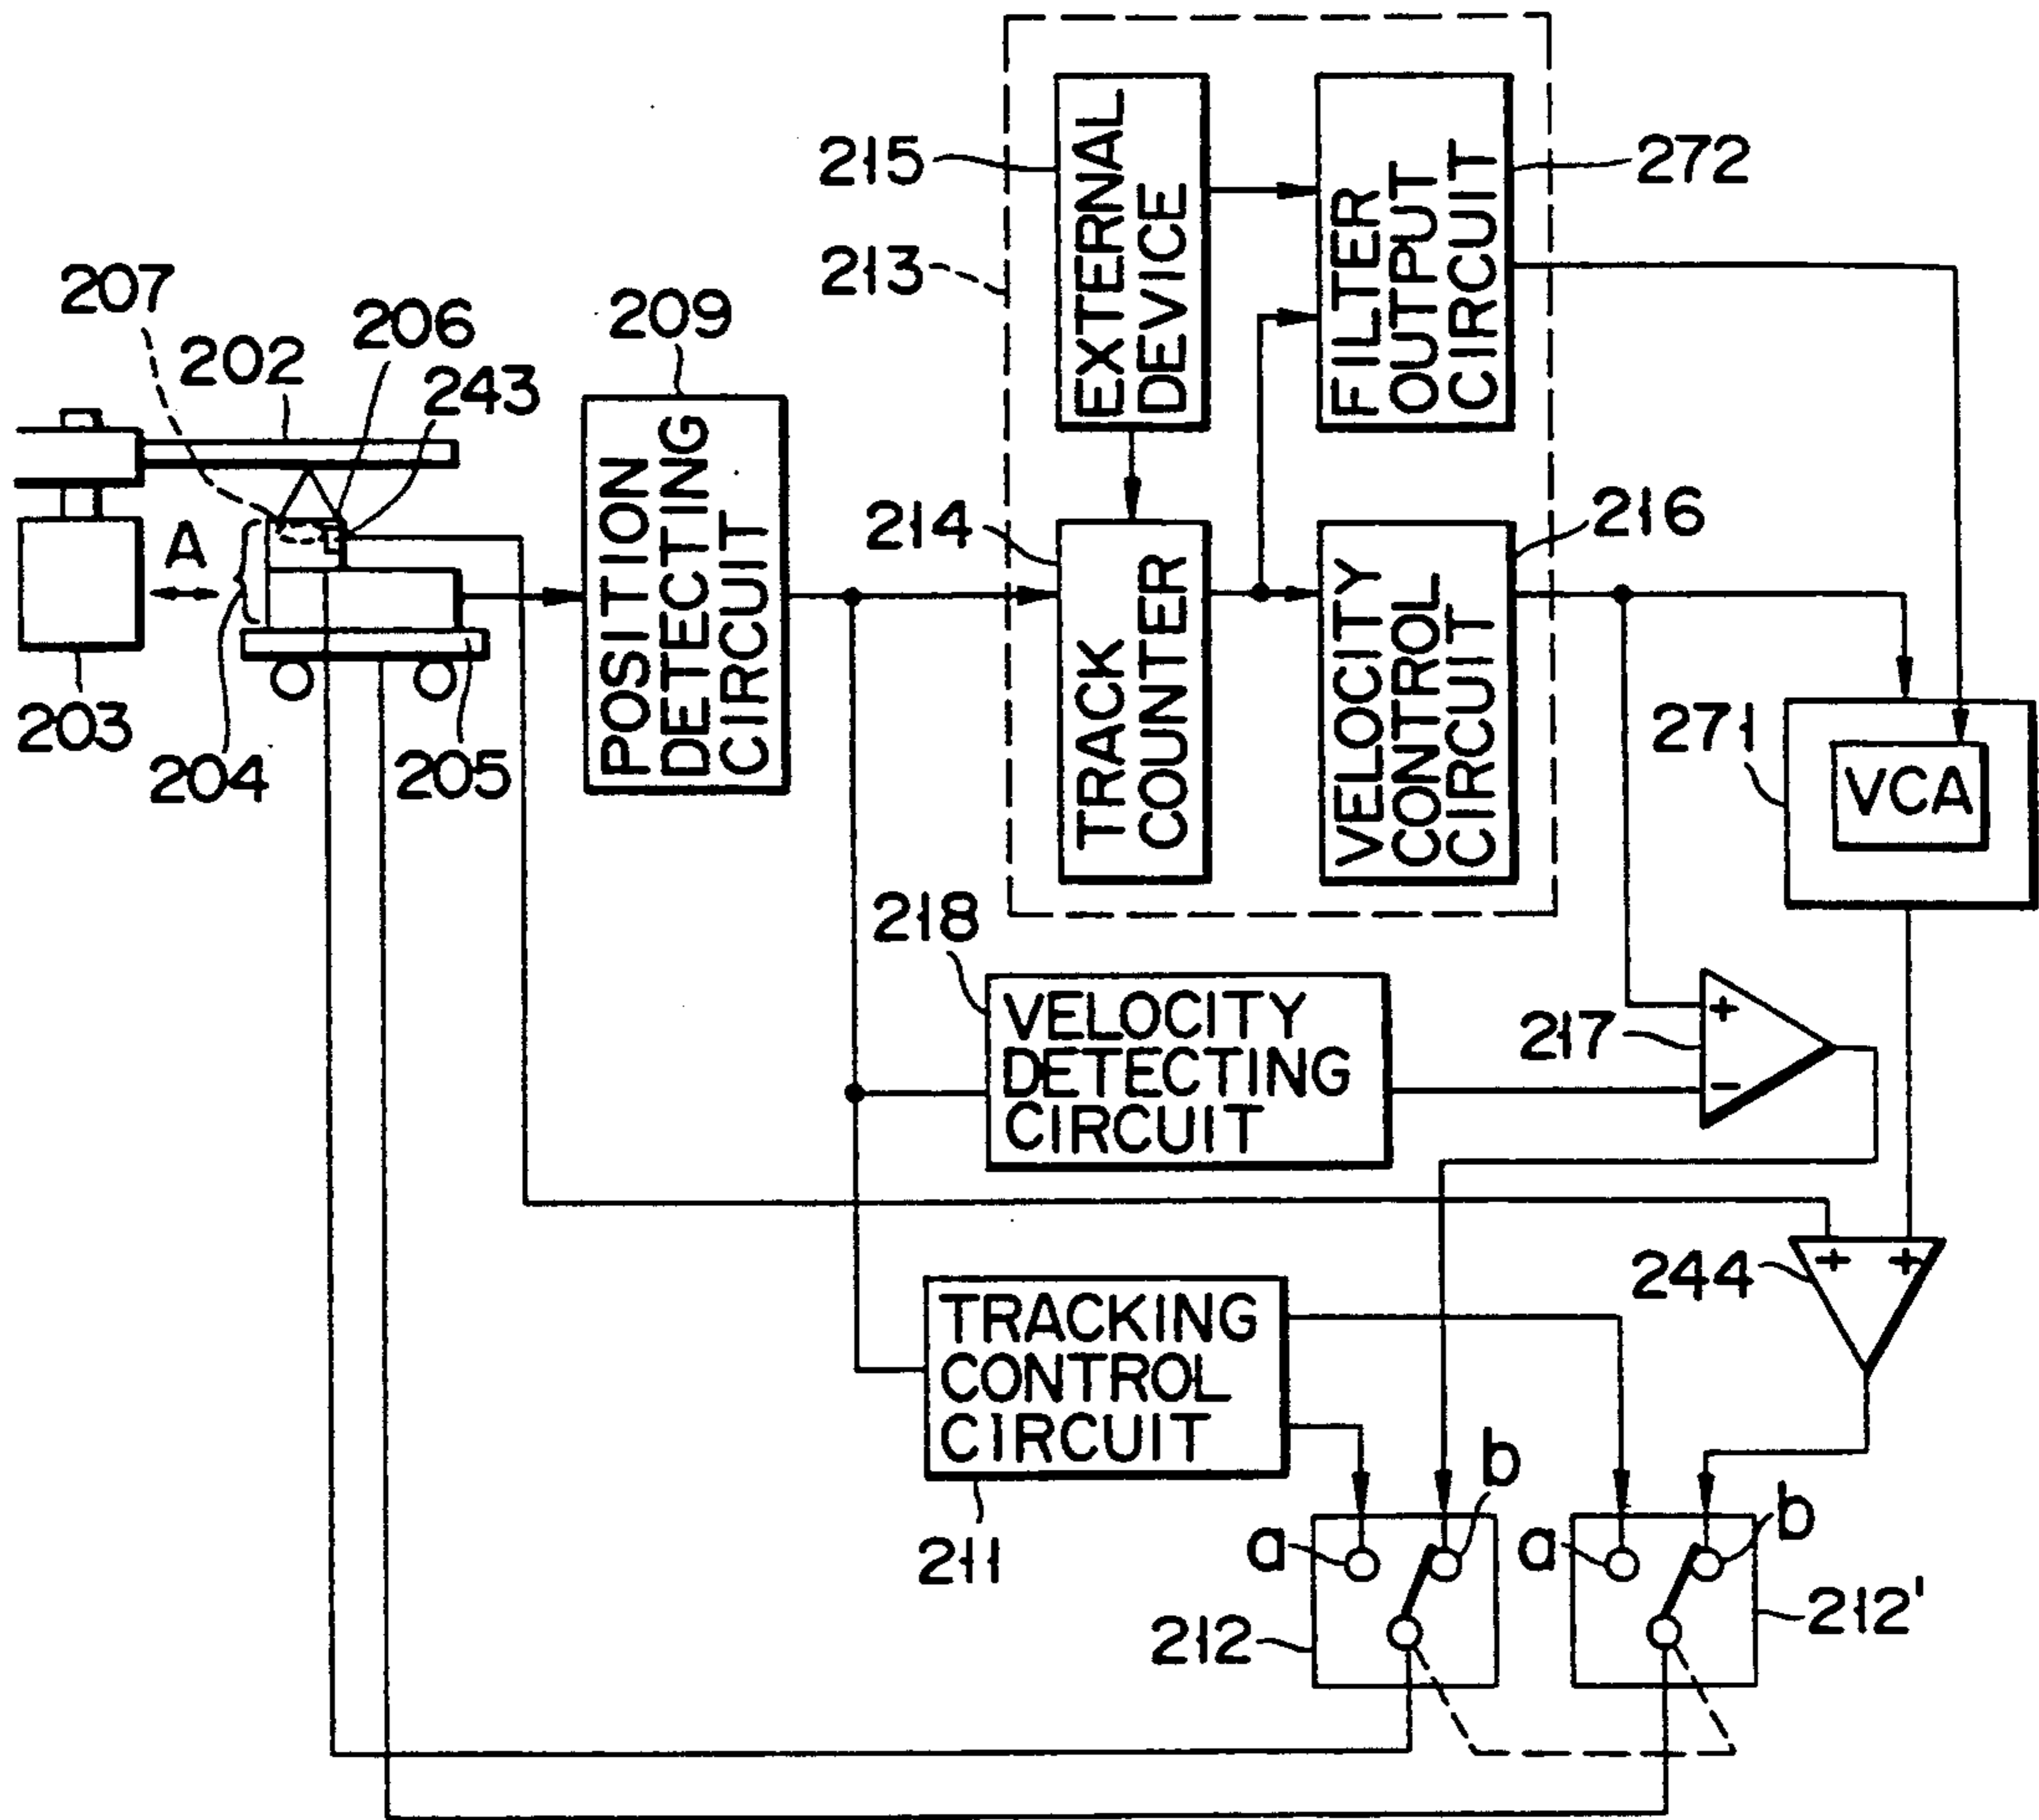 215
EXTERNAL
DEVICE
FILTER
OUTPUT
CIRCUIT
272
213
207
202
206
243
209
POSITION
DETECTING
CIRCUIT
214
TRACK
COUNTER
VELOCITY
CONTROL
CIRCUIT
216
A
203
204
205
271
VCA
218
VELOCITY
DETECTING
CIRCUIT
217
+
-
244
+ +
TRACKING
CONTROL
CIRCUIT
211
a
b
212
a
b
212'